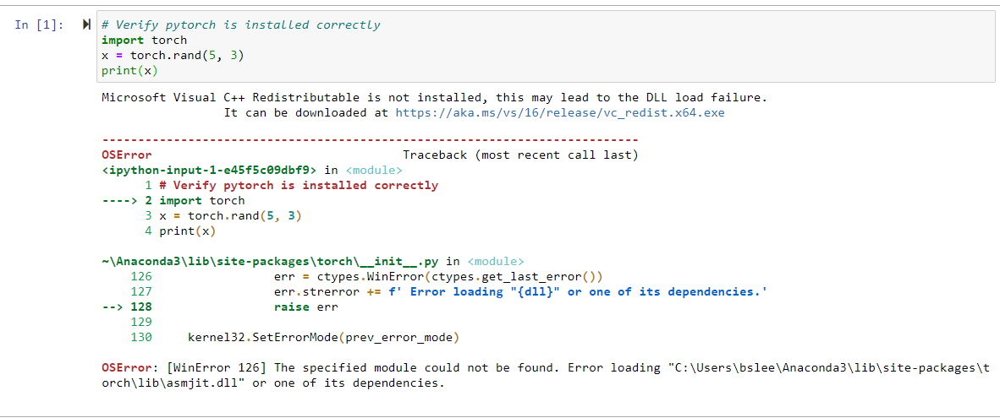 In [1]:
# Verify pytorch is installed correctly
import torch
x = torch.rand(5, 3)
print(x)
Microsoft Visual C++ Redistributable is not installed, this may lead to the DLL load failure.
It can be downloaded at https://aka.ms/vs/16/release/vc_redist.x64.exe
---------------------------------------------------------------------------
OSError Traceback (most recent call last)
<ipython-input-1-e45f5c09dbf9> in <module>
1 # Verify pytorch is installed correctly
----> 2 import torch
3 x = torch.rand(5, 3)
4 print(x)
~\Anaconda3\lib\site-packages\torch\__init__.py in <module>
126 err = ctypes.WinError(ctypes.get_last_error())
127 err.strerror += f' Error loading "{dll}" or one of its dependencies.'
--> 128 raise err
129
130 kernel32.SetErrorMode(prev_error_mode)
OSError: [WinError 126] The specified module could not be found. Error loading "C:\Users\bslee\Anaconda3\lib\site-packages\t
orch\lib\asmjit.dll" or one of its dependencies.